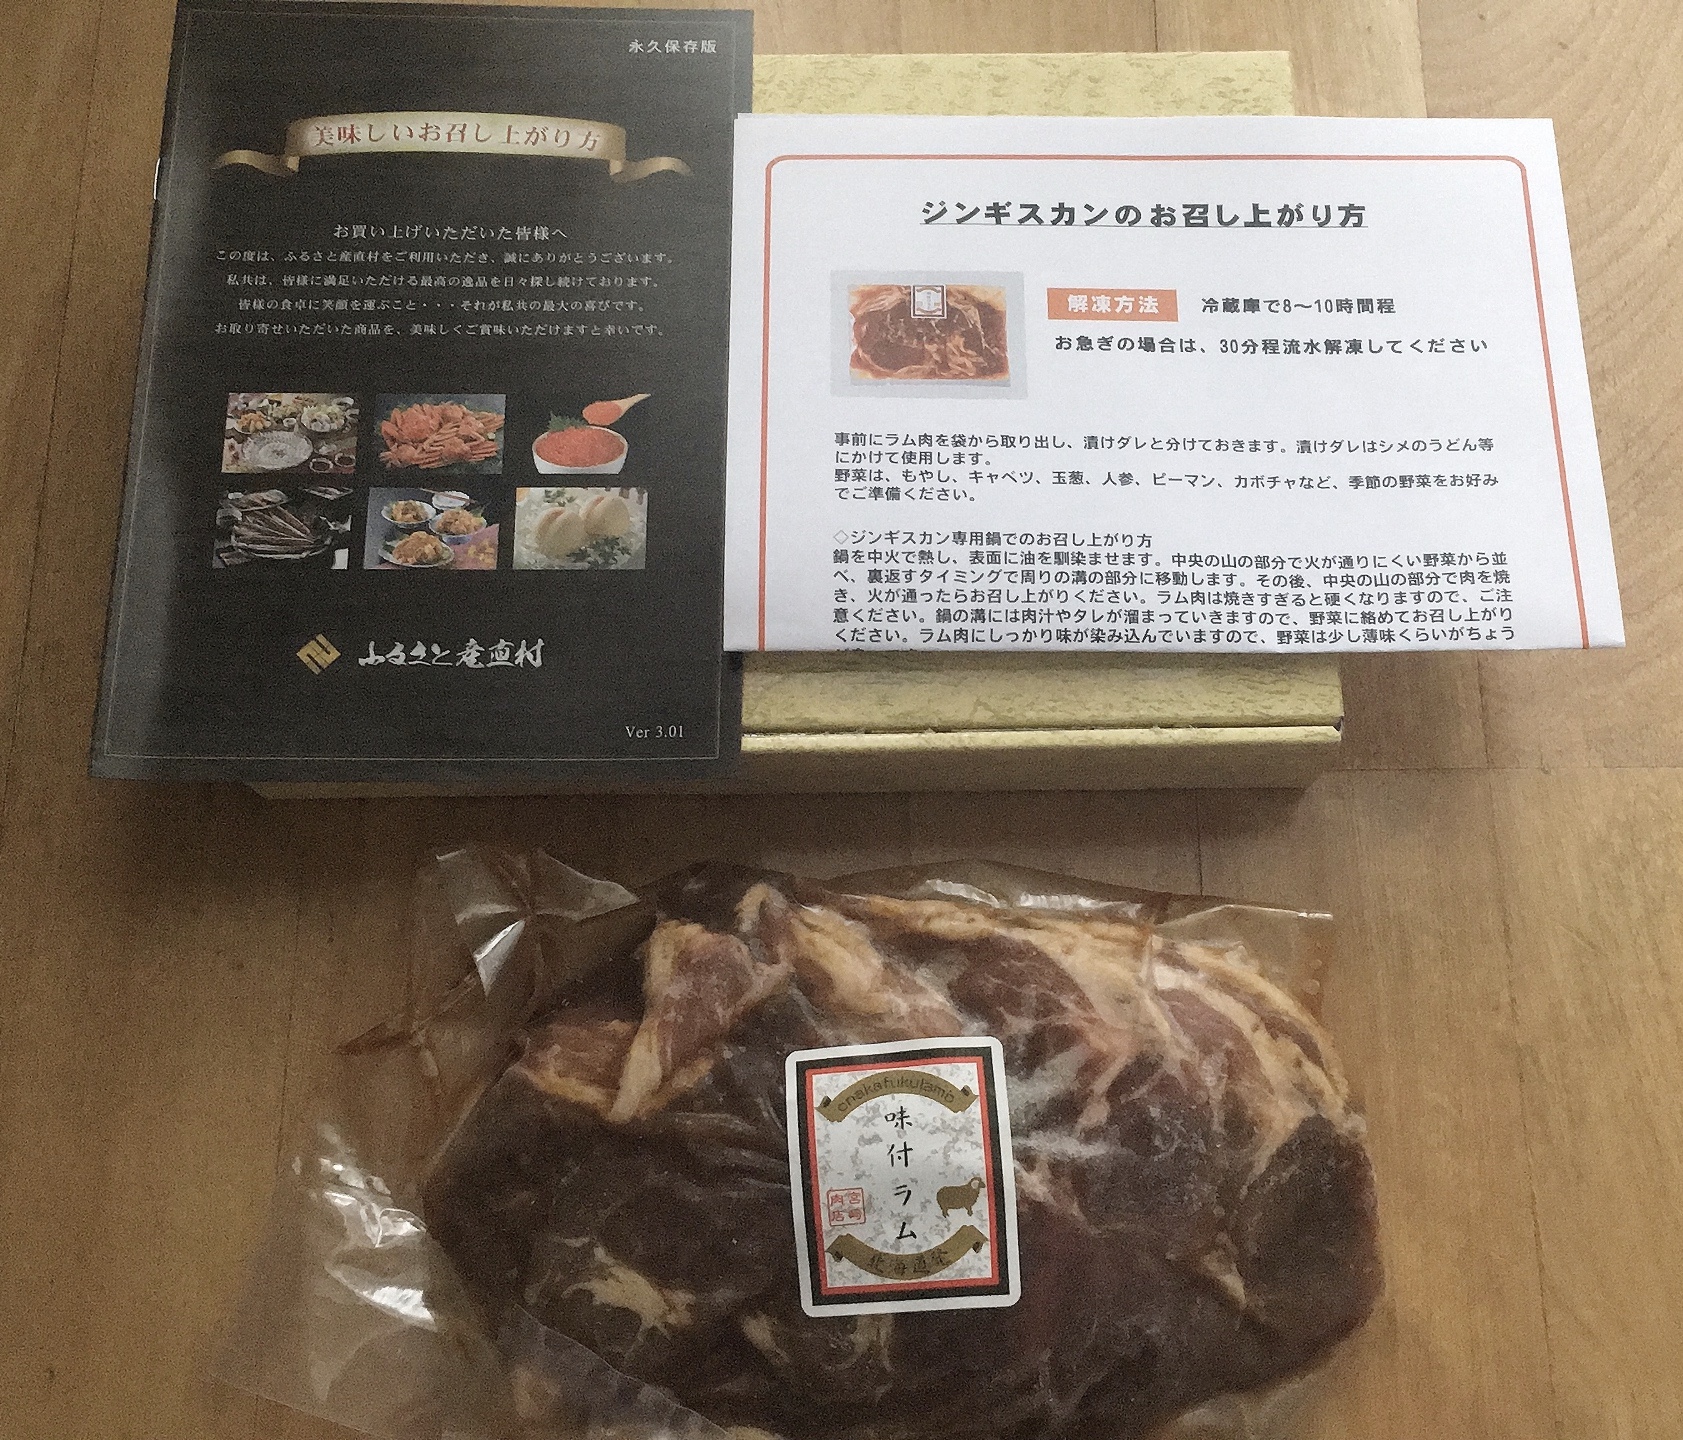 永久保存版
美味しいお召し上がり方
お買い上げいただいた皆様へ
この度は、ふるさと産直村をご利用いただき、誠にありがとうございます。
私共は、皆様に満足いただける最高の逸品を日々探し続けております。
皆様の食卓に笑顔を運ぶこと・・・それが私共の最大の喜びです。
お取り寄せいただいた商品を、美味しくご賞味いただけますと幸いです。
ふるさと産直村
Ver 3.01
ジンギスカンのお召し上がり方
解凍方法 冷蔵庫で8～10時間程
お急ぎの場合は、30分程流水解凍してください
事前にラム肉を袋から取り出し、漬けダレと分けておきます。漬けダレはシメのうどん等
にかけて使用します。
野菜は、もやし、キャベツ、玉葱、人参、ピーマン、カボチャなど、季節の野菜をお好み
でご準備ください。
◇ジンギスカン専用鍋でのお召し上がり方
鍋を中火で熱し、表面に油を馴染ませます。中央の山の部分で火が通りにくい野菜から並
べ、裏返すタイミングで周りの溝の部分に移動します。その後、中央の山の部分で肉を焼
き、火が通ったらお召し上がりください。ラム肉は焼きすぎると硬くなりますので、ご注
意ください。鍋の溝には肉汁やタレが溜まっていきますので、野菜に絡めてお召し上がり
ください。ラム肉にしっかり味が染み込んでいますので、野菜は少し薄味くらいがちょう
onakafukulamb
味付ラム
宮崎
肉店
北海道発